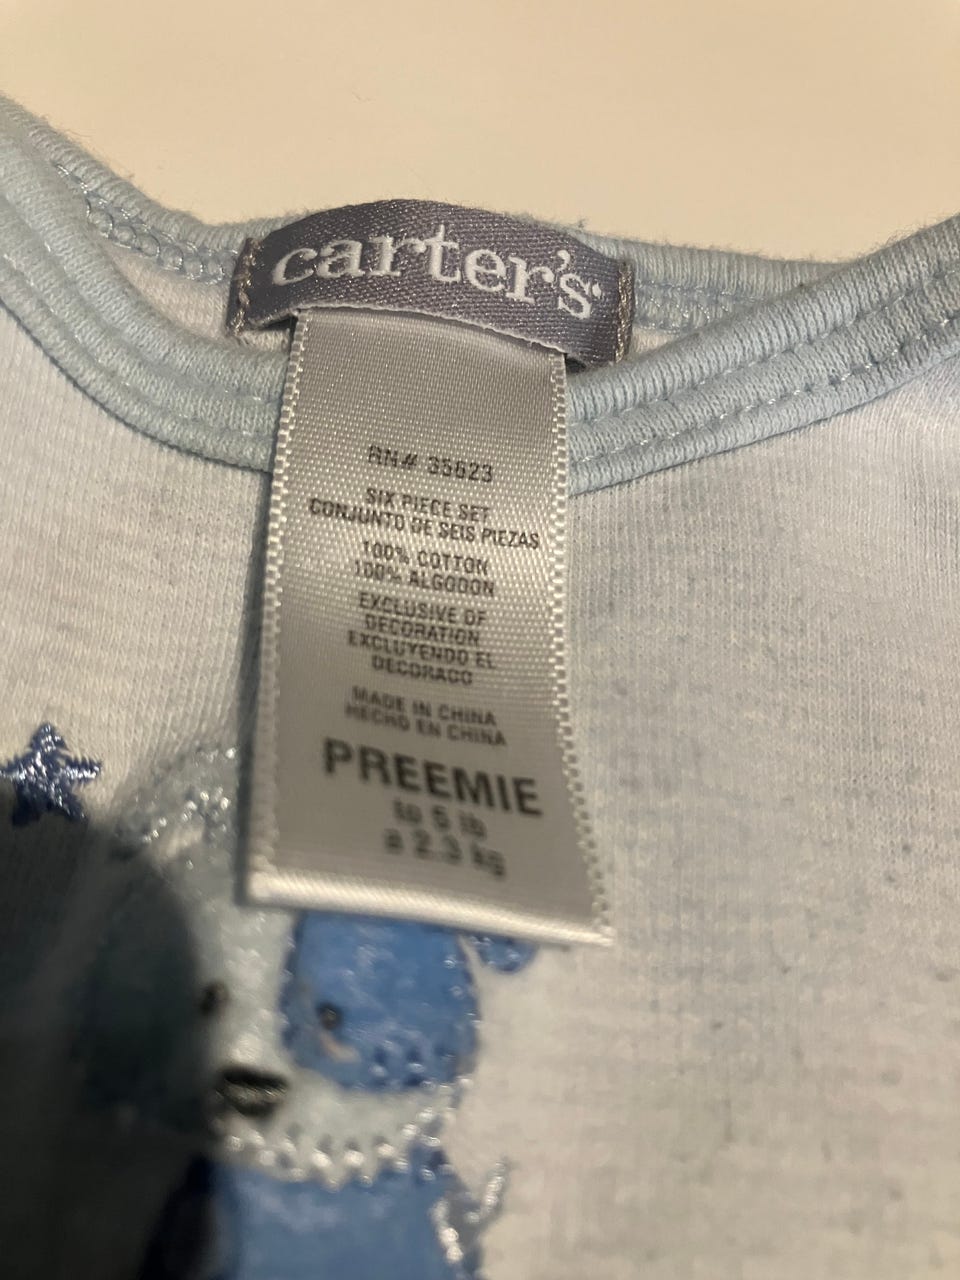 carter's
RN# 35623
SIX PIECE SET
CONJUNTO DE SEIS PIEZAS
100% COTTON
100% ALGODON
EXCLUSIVE OF
DECORATION
EXCLUYENDO EL
DECORADO
MADE IN CHINA
HECHO EN CHINA
PREEMIE
to 5 lb
a 2.3 kg